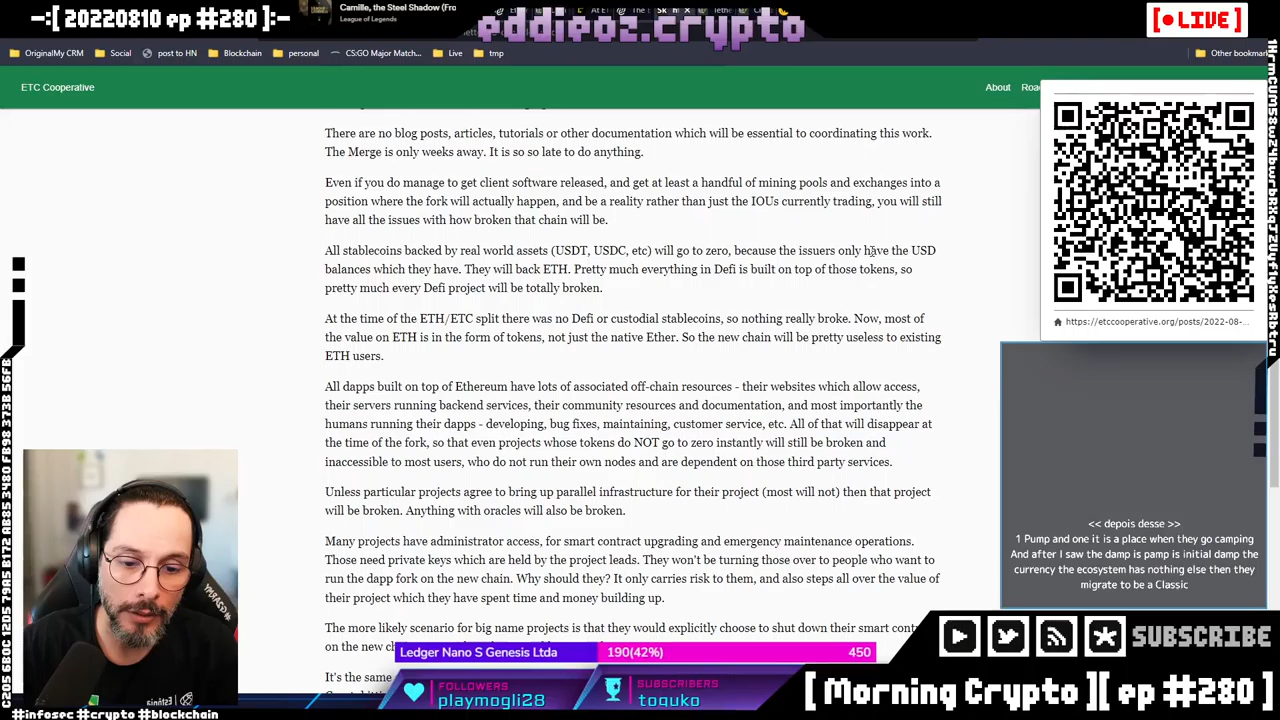 -:[ 20220810 ep #280 ]:-
Camille, the Steel Shadow (Fro
League of Legends
eddieoz.crypto
[● LIVE]
OriginalMy CRM
Social
post to HN
Blockchain
personal
CS:GO Major Match...
Live
tmp
Other bookmar
ETC Cooperative
About
Roa
There are no blog posts, articles, tutorials or other documentation which will be essential to coordinating this work.
The Merge is only weeks away. It is so so late to do anything.
Even if you do manage to get client software released, and get at least a handful of mining pools and exchanges into a
position where the fork will actually happen, and be a reality rather than just the IOUs currently trading, you will still
have all the issues with how broken that chain will be.
All stablecoins backed by real world assets (USDT, USDC, etc) will go to zero, because the issuers only have the USD
balances which they have. They will back ETH. Pretty much everything in Defi is built on top of those tokens, so
pretty much every Defi project will be totally broken.
At the time of the ETH/ETC split there was no Defi or custodial stablecoins, so nothing really broke. Now, most of
the value on ETH is in the form of tokens, not just the native Ether. So the new chain will be pretty useless to existing
ETH users.
All dapps built on top of Ethereum have lots of associated off-chain resources - their websites which allow access,
their servers running backend services, their community resources and documentation, and most importantly the
humans running their dapps - developing, bug fixes, maintaining, customer service, etc. All of that will disappear at
the time of the fork, so that even projects whose tokens do NOT go to zero instantly will still be broken and
inaccessible to most users, who do not run their own nodes and are dependent on those third party services.
Unless particular projects agree to bring up parallel infrastructure for their project (most will not) then that project
will be broken. Anything with oracles will also be broken.
Many projects have administrator access, for smart contract upgrading and emergency maintenance operations.
Those need private keys which are held by the project leads. They won't be turning those over to people who want to
run the dapp fork on the new chain. Why should they? It only carries risk to them, and also steps all over the value of
their project which they have spent time and money building up.
The more likely scenario for big name projects is that they would explicitly choose to shut down their smart contr
on the new c
It's the same
https://etccooperative.org/posts/2022-08-...
<< depois desse >>
1 Pump and one it is a place when they go camping
And after I saw the damp is pamp is initial damp the
currency the ecosystem has nothing else then they
migrate to be a Classic
SUBSCRIBE
Ledger Nano S Genesis Ltda
190(42%)
450
FOLLOWERS
playmogli28
SUBSCRIBERS
toguko
[ Morning Crypto ][ ep #280 ]
#infosec #crypto #blockchain